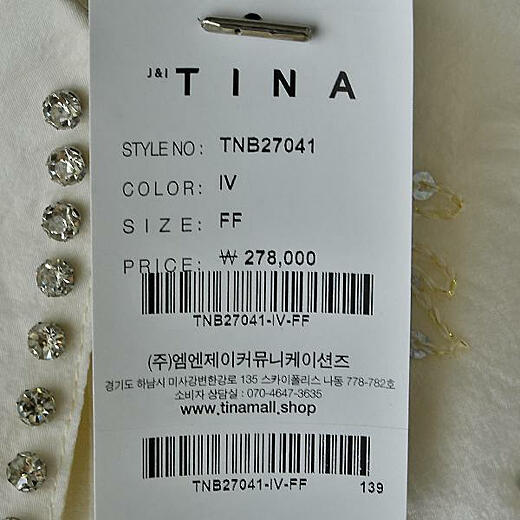 J&I TINA
STYLE NO : TNB27041
COLOR: IV
SIZE: FF
PRICE: ₩ 278,000
TNB27041-IV-FF
(주)엠엔제이커뮤니케이션즈
경기도 하남시 미사강변한강로 135 스카이폴리스 나동 778-782호
소비자 상담실 : 070-4647-3635
www.tinamall.shop
TNB27041-IV-FF 139